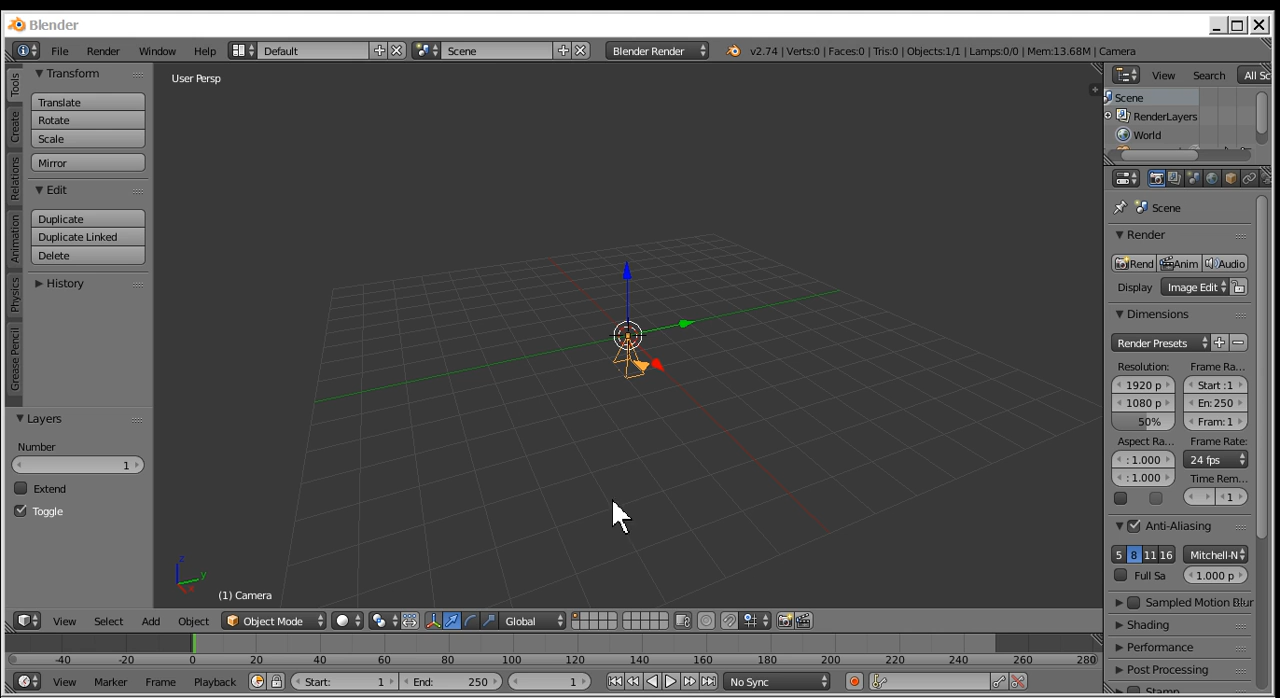 Blender
File Render Window Help Default Scene Blender Render v2.74 | Verts:0 | Faces:0 | Tris:0 | Objects:1/1 | Lamps:0/0 | Mem:13.68M | Camera
Tools
Create
Relations
Animation
Physics
Grease Pencil
Transform
Translate
Rotate
Scale
Mirror
Edit
Duplicate
Duplicate Linked
Delete
History
Layers
Number
1
Extend
Toggle
User Persp
z
y
x
(1) Camera
View Select Add Object Object Mode Global
-40 -20 0 20 40 60 80 100 120 140 160 180 200 220 240 260 280
View Marker Frame Playback Start: 1 End: 250 1 No Sync
View Search All Sc
Scene
RenderLayers
World
Scene
Render
Rend Anim Audio
Display Image Edit
Dimensions
Render Presets
Resolution: Frame Ra...
1920 p Start :1
1080 p En: 250
50% Fram: 1
Aspect Ra... Frame Rate:
: 1.000 24 fps
: 1.000 Time Rem...
1
Anti-Aliasing
5 8 11 16 Mitchell-N
Full Sa 1.000 p
Sampled Motion Blur
Shading
Performance
Post Processing
Stamp